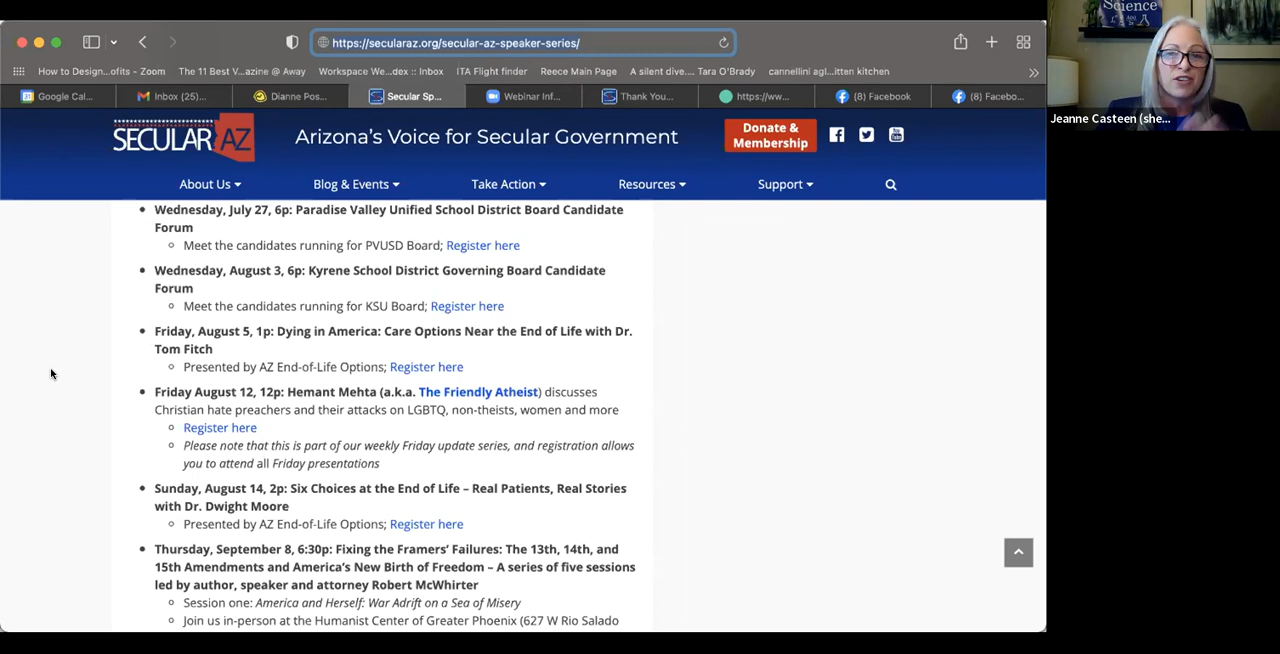 https://secularaz.org/secular-az-speaker-series/
How to Design...ofits - Zoom The 11 Best V...azine @ Away Workspace We...dex :: Inbox ITA Flight finder Reece Main Page A silent dive.... Tara O'Brady cannellini agl...itten kitchen
Google Cal... Inbox (25)... Dianne Pos... Secular Sp... Webinar Inf... Thank You... https://ww... (8) Facebook (8) Facebo...
SECULAR AZ
Arizona's Voice for Secular Government
Donate &
Membership
About Us Blog & Events Take Action Resources Support
• Wednesday, July 27, 6p: Paradise Valley Unified School District Board Candidate
Forum
Meet the candidates running for PVUSD Board; Register here
• Wednesday, August 3, 6p: Kyrene School District Governing Board Candidate
Forum
Meet the candidates running for KSU Board; Register here
• Friday, August 5, 1p: Dying in America: Care Options Near the End of Life with Dr.
Tom Fitch
Presented by AZ End-of-Life Options; Register here
• Friday August 12, 12p: Hemant Mehta (a.k.a. The Friendly Atheist) discusses
Christian hate preachers and their attacks on LGBTQ, non-theists, women and more
Register here
Please note that this is part of our weekly Friday update series, and registration allows
you to attend all Friday presentations
• Sunday, August 14, 2p: Six Choices at the End of Life – Real Patients, Real Stories
with Dr. Dwight Moore
Presented by AZ End-of-Life Options; Register here
• Thursday, September 8, 6:30p: Fixing the Framers' Failures: The 13th, 14th, and
15th Amendments and America's New Birth of Freedom – A series of five sessions
led by author, speaker and attorney Robert McWhirter
Session one: America and Herself: War Adrift on a Sea of Misery
Join us in-person at the Humanist Center of Greater Phoenix (627 W Rio Salado
Science
Jeanne Casteen (she...